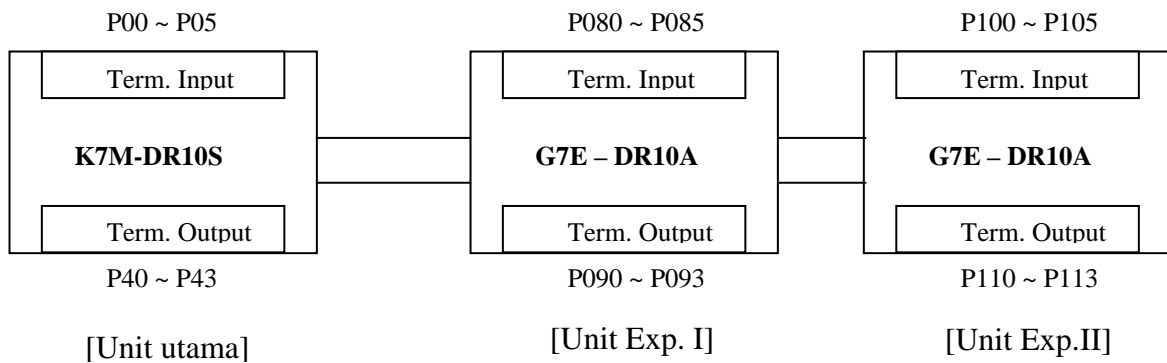 P00 ~ P05 P080 ~ P085 P100 ~ P105
Term. Input Term. Input Term. Input
K7M-DR10S G7E – DR10A G7E – DR10A
Term. Output Term. Output Term. Output
P40 ~ P43 P090 ~ P093 P110 ~ P113
[Unit utama] [Unit Exp. I] [Unit Exp.II]